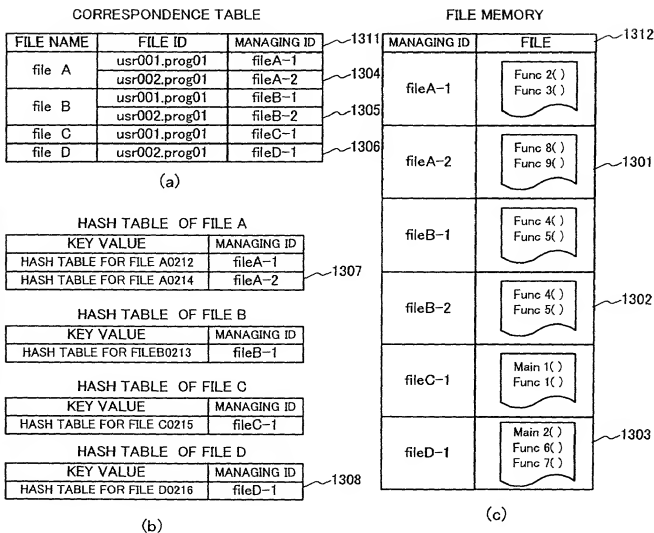 CORRESPONDENCE TABLE
FILE NAME FILE ID MANAGING ID 1311
file A usr001.prog01 fileA-1
usr002.prog01 fileA-2 1304
file B usr001.prog01 fileB-1
usr002.prog01 fileB-2 1305
file C usr001.prog01 fileC-1
file D usr002.prog01 fileD-1 1306
(a)
HASH TABLE OF FILE A
KEY VALUE MANAGING ID
HASH TABLE FOR FILE A0212 fileA-1
HASH TABLE FOR FILE A0214 fileA-2 1307
HASH TABLE OF FILE B
KEY VALUE MANAGING ID
HASH TABLE FOR FILEB0213 fileB-1
HASH TABLE OF FILE C
KEY VALUE MANAGING ID
HASH TABLE FOR FILE C0215 fileC-1
HASH TABLE OF FILE D
KEY VALUE MANAGING ID
HASH TABLE FOR FILE D0216 fileD-1 1308
(b)
FILE MEMORY
MANAGING ID FILE 1312
fileA-1
Func 2( )
Func 3( )
fileA-2 1301
Func 8( )
Func 9( )
fileB-1
Func 4( )
Func 5( )
fileB-2 1302
Func 4( )
Func 5( )
fileC-1
Main 1( )
Func 1( )
fileD-1 1303
Main 2( )
Func 6( )
Func 7( )
(c)